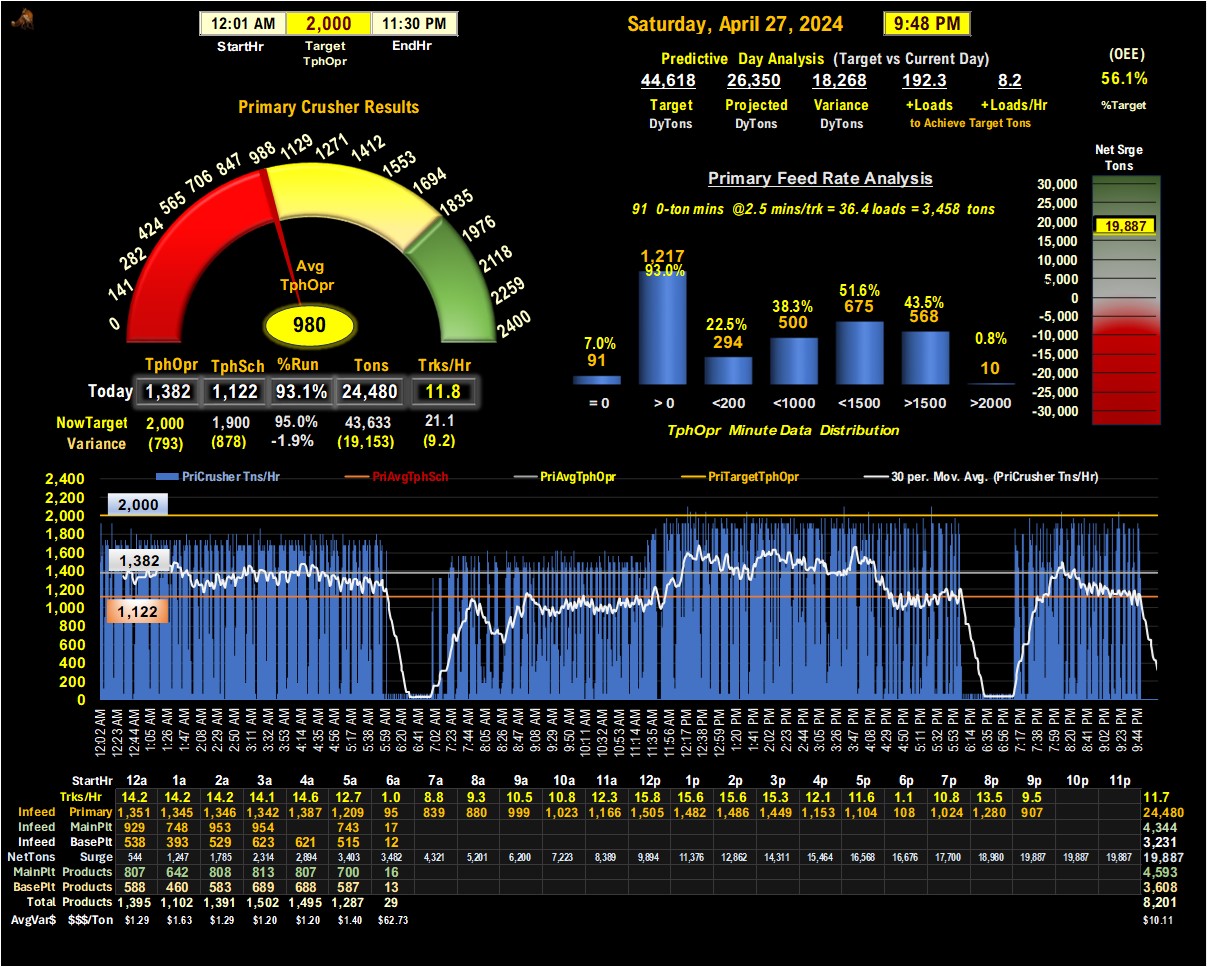 12:01 AM 2,000 11:30 PM
StartHr Target EndHr
TphOpr
Saturday, April 27, 2024 9:48 PM
Predictive Day Analysis (Target vs Current Day)
44,618 26,350 18,268 192.3 8.2
Target Projected Variance +Loads +Loads/Hr
DyTons DyTons DyTons to Achieve Target Tons
(OEE)
56.1%
%Target
Primary Crusher Results
0 141 282 424 565 706 847 988 1129 1271 1412 1553 1694 1835 1976 2118 2259 2400
Avg
TphOpr
980
TphOpr TphSch %Run Tons Trks/Hr
Today 1,382 1,122 93.1% 24,480 11.8
NowTarget 2,000 1,900 95.0% 43,633 21.1
Variance (793) (878) -1.9% (19,153) (9.2)
Primary Feed Rate Analysis
91 0-ton mins @2.5 mins/trk = 36.4 loads = 3,458 tons
7.0% 93.0% 22.5% 38.3% 51.6% 43.5% 0.8%
91 1,217 294 500 675 568 10
= 0 > 0 <200 <1000 <1500 >1500 >2000
TphOpr Minute Data Distribution
Net Srge
Tons
30,000
25,000
20,000
19,887
15,000
10,000
5,000
0
-5,000
-10,000
-15,000
-20,000
-25,000
-30,000
PriCrusher Tns/Hr PriAvgTphSch PriAvgTphOpr PriTargetTphOpr 30 per. Mov. Avg. (PriCrusher Tns/Hr)
2,400
2,200
2,000
1,800
1,600
1,400
1,200
1,000
800
600
400
200
0
2,000
1,382
1,122
12:02 AM 12:23 AM 12:44 AM 1:05 AM 1:26 AM 1:47 AM 2:08 AM 2:29 AM 2:50 AM 3:11 AM 3:32 AM 3:53 AM 4:14 AM 4:35 AM 4:56 AM 5:17 AM 5:38 AM 5:59 AM 6:20 AM 6:41 AM 7:02 AM 7:23 AM 7:44 AM 8:05 AM 8:26 AM 8:47 AM 9:08 AM 9:29 AM 9:50 AM 10:11 AM 10:32 AM 10:53 AM 11:14 AM 11:35 AM 11:56 AM 12:17 PM 12:38 PM 12:59 PM 1:20 PM 1:41 PM 2:02 PM 2:23 PM 2:44 PM 3:05 PM 3:26 PM 3:47 PM 4:08 PM 4:29 PM 4:50 PM 5:11 PM 5:32 PM 5:53 PM 6:14 PM 6:35 PM 6:56 PM 7:17 PM 7:38 PM 7:59 PM 8:20 PM 8:41 PM 9:02 PM 9:23 PM 9:44 PM
StartHr 12a 1a 2a 3a 4a 5a 6a 7a 8a 9a 10a 11a 12p 1p 2p 3p 4p 5p 6p 7p 8p 9p 10p 11p
Trks/Hr 14.2 14.2 14.2 14.1 14.6 12.7 1.0 8.8 9.3 10.5 10.8 12.3 15.8 15.6 15.6 15.3 12.1 11.6 1.1 10.8 13.5 9.5 11.7
Infeed Primary 1,351 1,345 1,346 1,342 1,387 1,209 95 839 880 999 1,023 1,166 1,505 1,482 1,486 1,449 1,153 1,104 108 1,024 1,280 907 24,480
Infeed MainPlt 929 748 953 954 743 17 4,344
Infeed BasePlt 538 393 529 623 621 515 12 3,231
NetTons Surge 544 1,247 1,785 2,314 2,894 3,403 3,482 4,321 5,201 6,200 7,223 8,389 9,894 11,376 12,862 14,311 15,464 16,568 16,676 17,700 18,980 19,887 19,887 19,887 19,887
MainPlt Products 807 642 808 813 807 700 16 4,593
BasePlt Products 588 460 583 689 688 587 13 3,608
Total Products 1,395 1,102 1,391 1,502 1,495 1,287 29 8,201
AvgVar$ $$$/Ton $1.29 $1.63 $1.29 $1.20 $1.20 $1.40 $62.73 $10.11